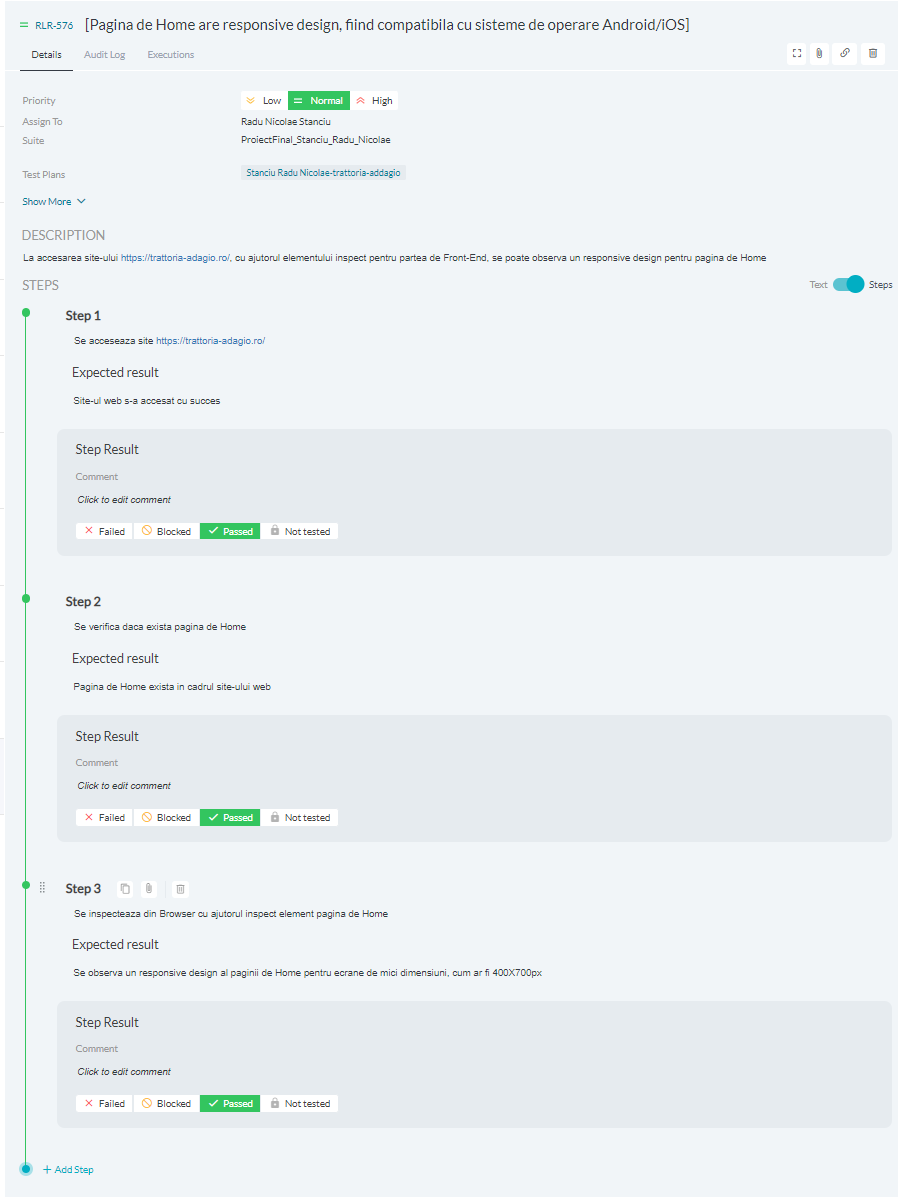 RLR-576 [Pagina de Home are responsive design, fiind compatibila cu sisteme de operare Android/iOS]
Details Audit Log Executions
Priority Low Normal High
Assign To Radu Nicolae Stanciu
Suite ProiectFinal_Stanciu_Radu_Nicolae
Test Plans Stanciu Radu Nicolae-trattoria-addagio
Show More
DESCRIPTION
La accesarea site-ului https://trattoria-adagio.ro/, cu ajutorul elementului inspect pentru partea de Front-End, se poate observa un responsive design pentru pagina de Home
STEPS Text Steps
Step 1
Se acceseaza site https://trattoria-adagio.ro/
Expected result
Site-ul web s-a accesat cu succes
Step Result
Comment
Click to edit comment
Failed Blocked Passed Not tested
Step 2
Se verifica daca exista pagina de Home
Expected result
Pagina de Home exista in cadrul site-ului web
Step Result
Comment
Click to edit comment
Failed Blocked Passed Not tested
Step 3
Se inspecteaza din Browser cu ajutorul inspect element pagina de Home
Expected result
Se observa un responsive design al paginii de Home pentru ecrane de mici dimensiuni, cum ar fi 400X700px
Step Result
Comment
Click to edit comment
Failed Blocked Passed Not tested
+ Add Step